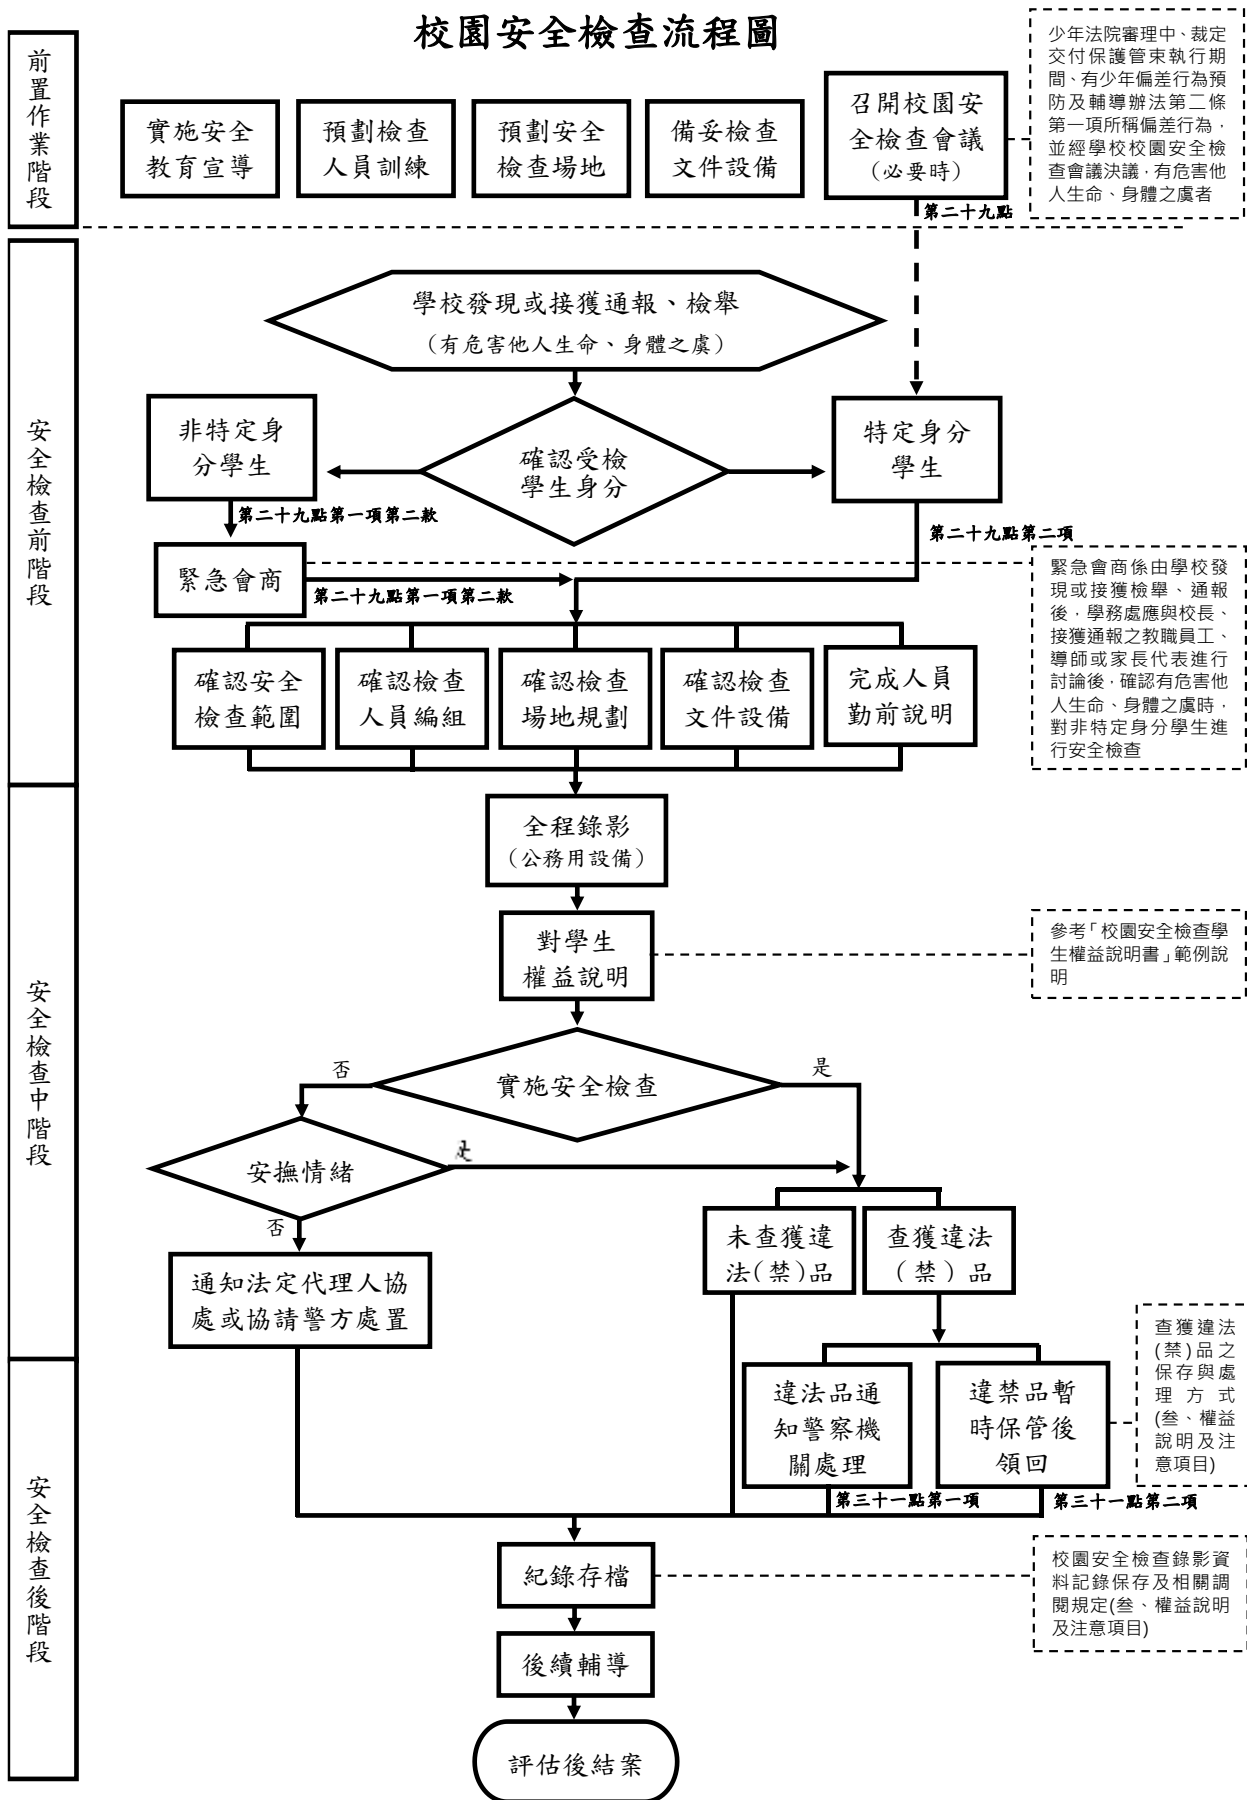 校園安全檢查流程圖
前置作業階段
實施安全
教育宣導
預劃檢查
人員訓練
預劃安全
檢查場地
備妥檢查
文件設備
召開校園安
全檢查會議
(必要時)
少年法院審理中、裁定
交付保護管束執行期
間、有少年偏差行為預
防及輔導辦法第二條
第一項所稱偏差行為，
並經學校校園安全檢
查會議決議，有危害他
人生命、身體之虞者
第二十九點
安全檢查前階段
學校發現或接獲通報、檢舉
(有危害他人生命、身體之虞)
非特定身
分學生
確認受檢
學生身分
特定身分
學生
第二十九點第一項第二款
第二十九點第二項
緊急會商
第二十九點第一項第二款
緊急會商係由學校發
現或接獲檢舉、通報
後，學務處應與校長、
接獲通報之教職員工、
導師或家長代表進行
討論後，確認有危害他
人生命、身體之虞時，
對非特定身分學生進
行安全檢查
確認安全
檢查範圍
確認檢查
人員編組
確認檢查
場地規劃
確認檢查
文件設備
完成人員
勤前說明
安全檢查中階段
全程錄影
(公務用設備)
對學生
權益說明
參考「校園安全檢查學
生權益說明書」範例說
明
實施安全檢查
否
是
安撫情緒
是
否
通知法定代理人協
處或協請警方處置
未查獲違
法(禁)品
查獲違法
(禁)品
安全檢查後階段
違法品通
知警察機
關處理
違禁品暫
時保管後
領回
查獲違法
(禁)品之
保存與處
理方式
(叁、權益
說明及注
意項目)
第三十一點第一項
第三十一點第二項
紀錄存檔
校園安全檢查錄影資
料記錄保存及相關調
閱規定(叁、權益說明
及注意項目)
後續輔導
評估後結案